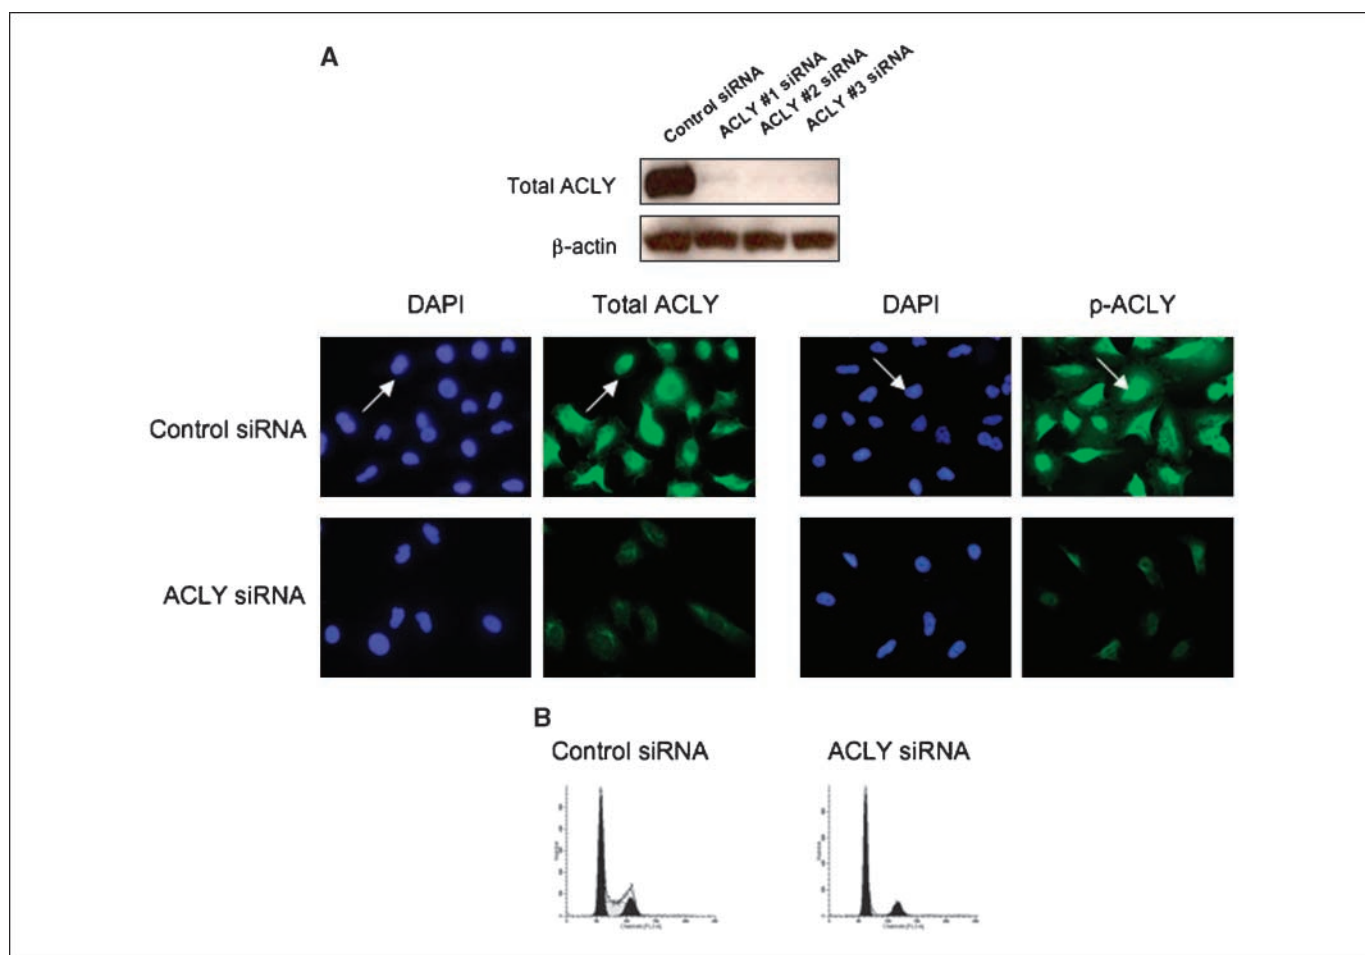 A
Control siRNA
ACLY #1 siRNA
ACLY #2 siRNA
ACLY #3 siRNA
Total ACLY
β-actin
DAPI Total ACLY DAPI p-ACLY
Control siRNA
ACLY siRNA
B
Control siRNA ACLY siRNA